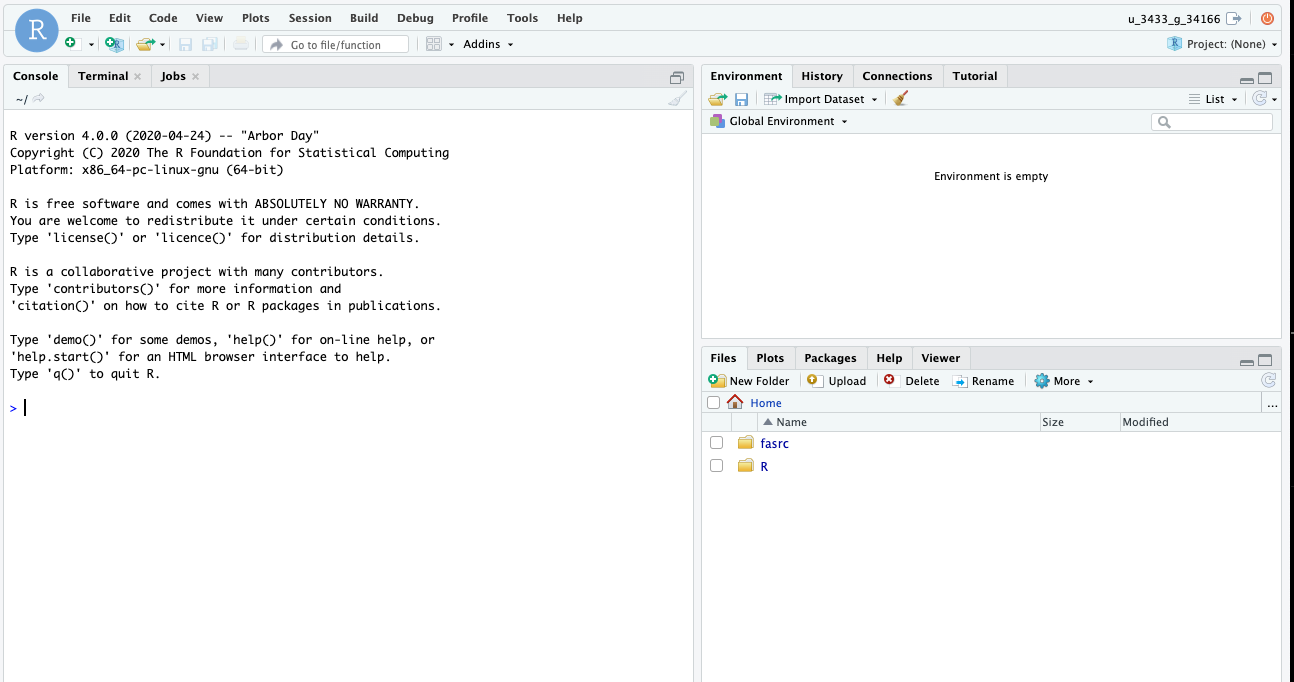 R
File Edit Code View Plots Session Build Debug Profile Tools Help
u_3433_g_34166
Go to file/function
Addins
Project: (None)
Console Terminal Jobs
~/
R version 4.0.0 (2020-04-24) -- "Arbor Day"
Copyright (C) 2020 The R Foundation for Statistical Computing
Platform: x86_64-pc-linux-gnu (64-bit)
R is free software and comes with ABSOLUTELY NO WARRANTY.
You are welcome to redistribute it under certain conditions.
Type 'license()' or 'licence()' for distribution details.
R is a collaborative project with many contributors.
Type 'contributors()' for more information and
'citation()' on how to cite R or R packages in publications.
Type 'demo()' for some demos, 'help()' for on-line help, or
'help.start()' for an HTML browser interface to help.
Type 'q()' to quit R.
>
Environment History Connections Tutorial
Import Dataset
List
Global Environment
Environment is empty
Files Plots Packages Help Viewer
New Folder Upload Delete Rename More
Home ...
Name Size Modified
fasrc
R